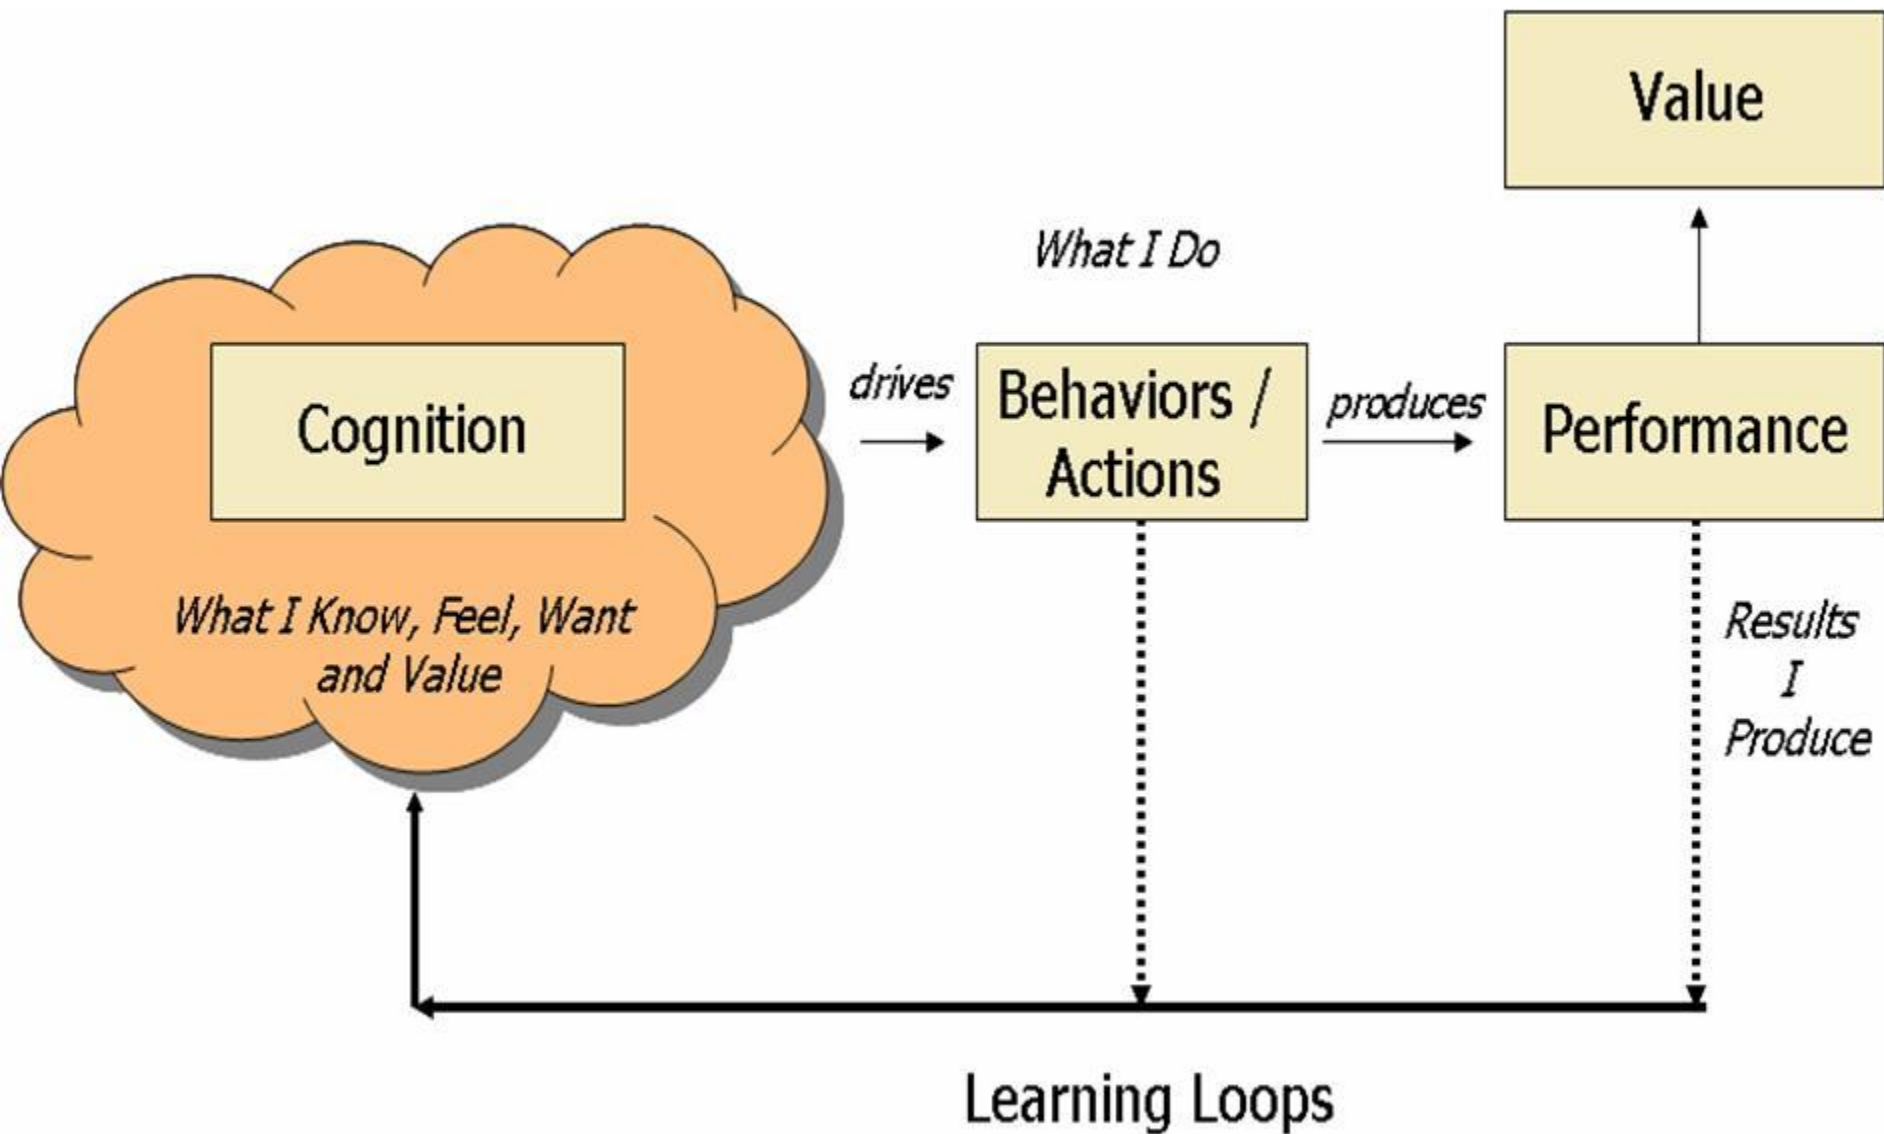 Value
What I Do
Cognition
drives
Behaviors /
Actions
produces
Performance
What I Know, Feel, Want
and Value
Results
I
Produce
Learning Loops